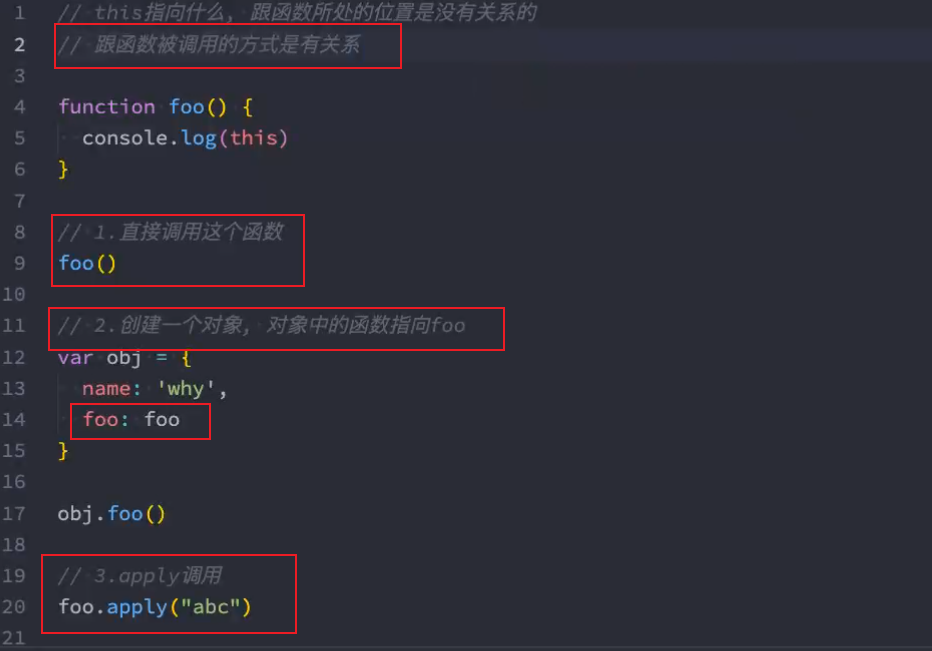 1 // this指向什么, 跟函数所处的位置是没有关系的
2 // 跟函数被调用的方式是有关系
3
4 function foo() {
5   console.log(this)
6 }
7
8 // 1.直接调用这个函数
9 foo()
10
11 // 2.创建一个对象, 对象中的函数指向foo
12 var obj = {
13   name: 'why',
14   foo: foo
15 }
16
17 obj.foo()
18
19 // 3.apply调用
20 foo.apply("abc")
21